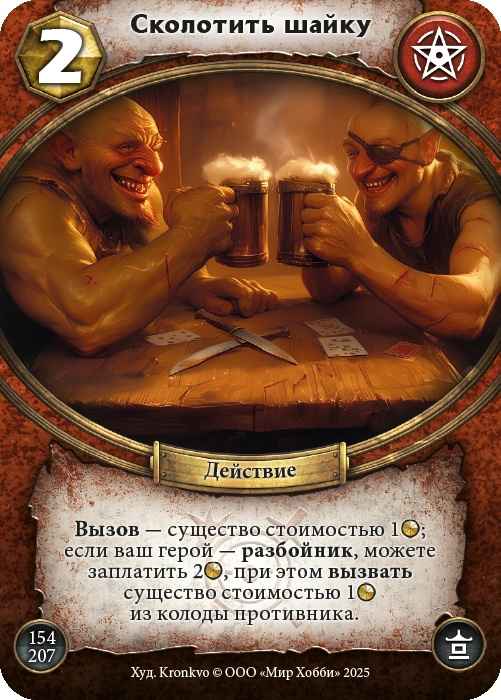 2
Сколотить шайку
Действие
Вызов — существо стоимостью 1;
если ваш герой — разбойник, можете
заплатить 2, при этом вызвать
существо стоимостью 1
из колоды противника.
154
207
Худ. Kronkvo © ООО «Мир Хобби» 2025